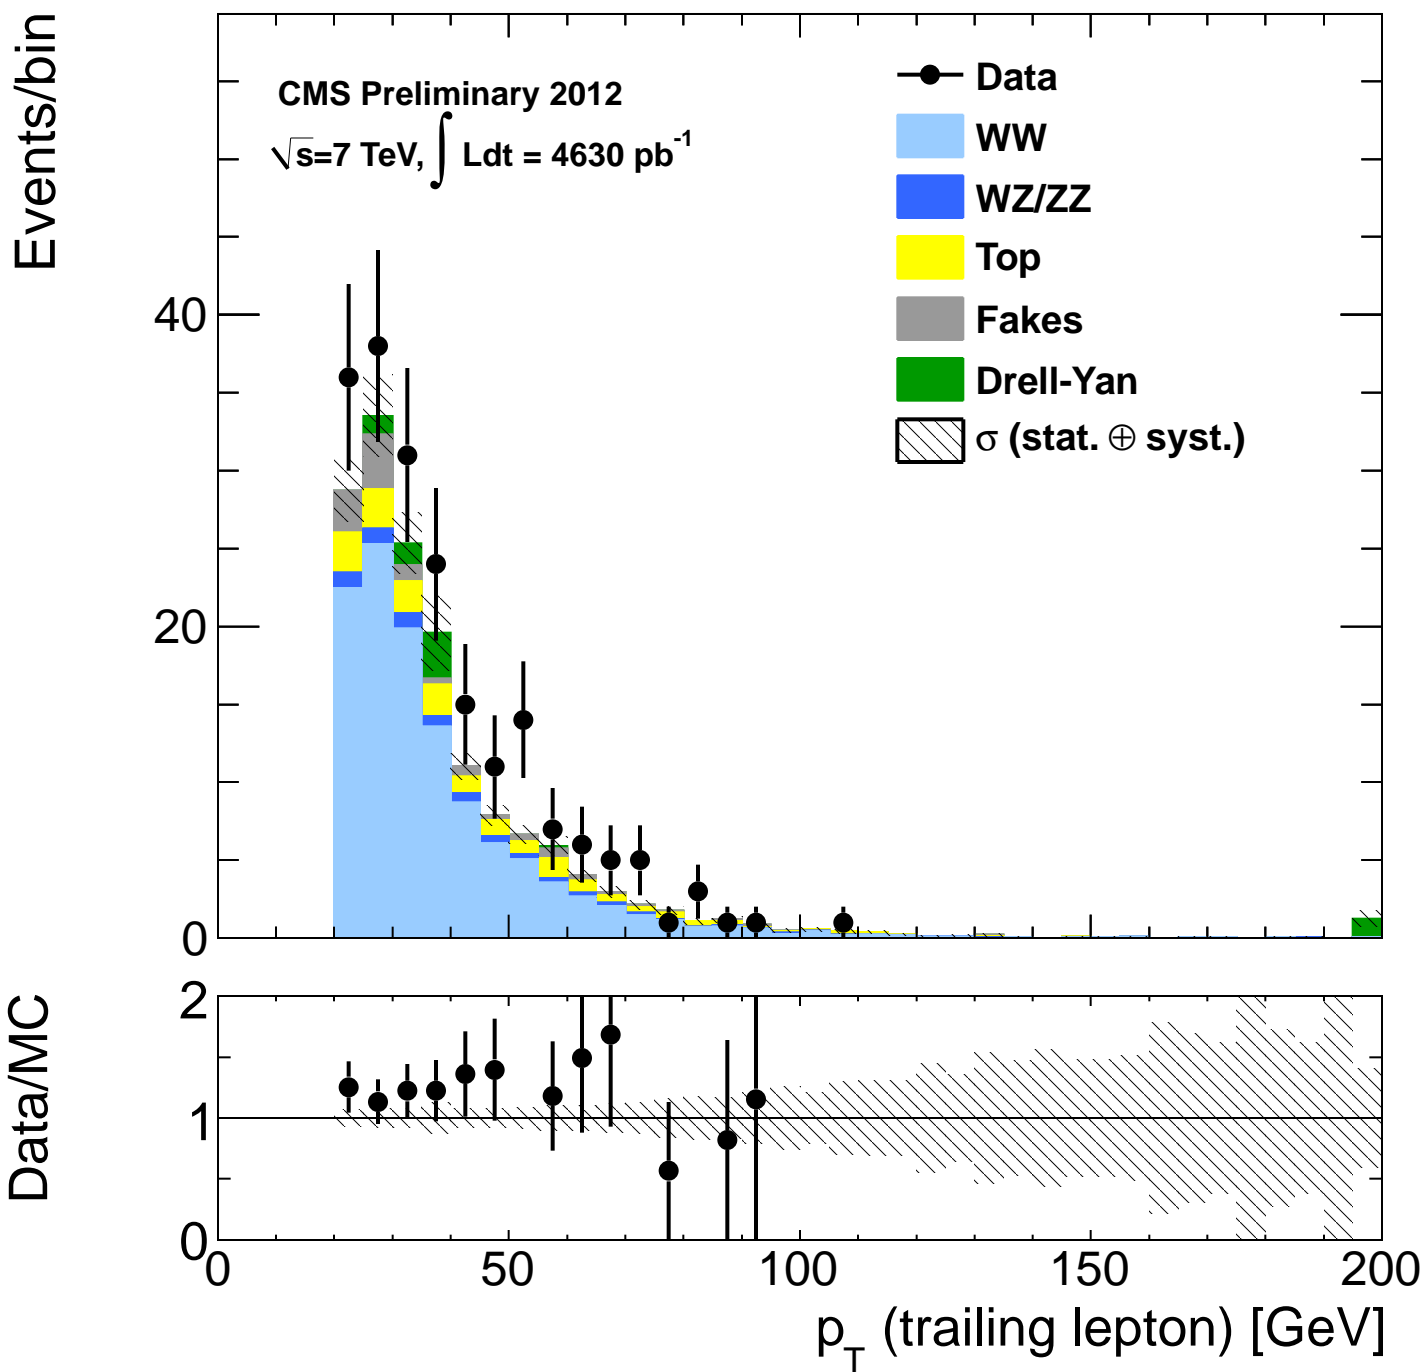 Events/bin
CMS Preliminary 2012
√s=7 TeV, ∫ Ldt = 4630 pb⁻¹
Data
WW
WZ/ZZ
Top
Fakes
Drell-Yan
σ (stat. ⊕ syst.)
40
20
0
Data/MC
2
1
0
0 50 100 150 200
p_T (trailing lepton) [GeV]